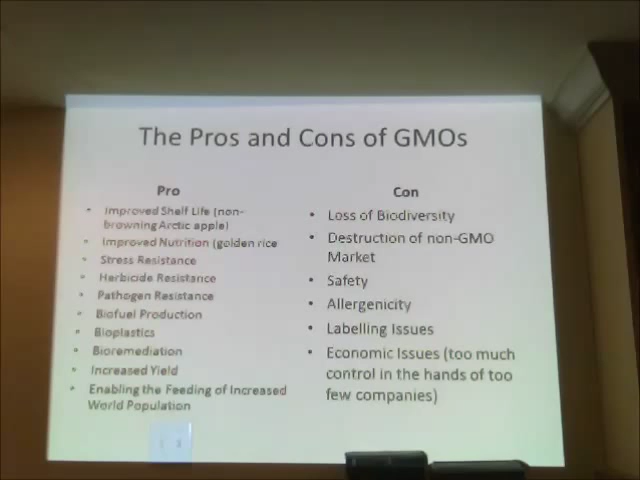 The Pros and Cons of GMOs
Pro
• Improved Shelf Life (non-
browning Arctic apple)
• Improved Nutrition (golden rice
• Stress Resistance
• Herbicide Resistance
• Pathogen Resistance
• Biofuel Production
• Bioplastics
• Bioremediation
• Increased Yield
• Enabling the Feeding of Increased
World Population
Con
• Loss of Biodiversity
• Destruction of non-GMO
Market
• Safety
• Allergenicity
• Labelling Issues
• Economic Issues (too much
control in the hands of too
few companies)